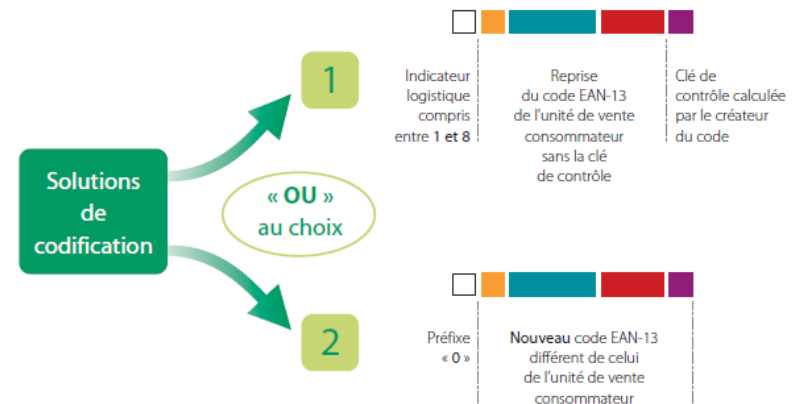 Solutions
de
codification
« OU »
au choix
1
Indicateur
logistique
compris
entre 1 et 8
Reprise
du code EAN-13
de l'unité de vente
consommateur
sans la clé
de contrôle
Clé de
contrôle calculée
par le créateur
du code
2
Préfixe
« 0 »
Nouveau code EAN-13
différent de celui
de l'unité de vente
consommateur